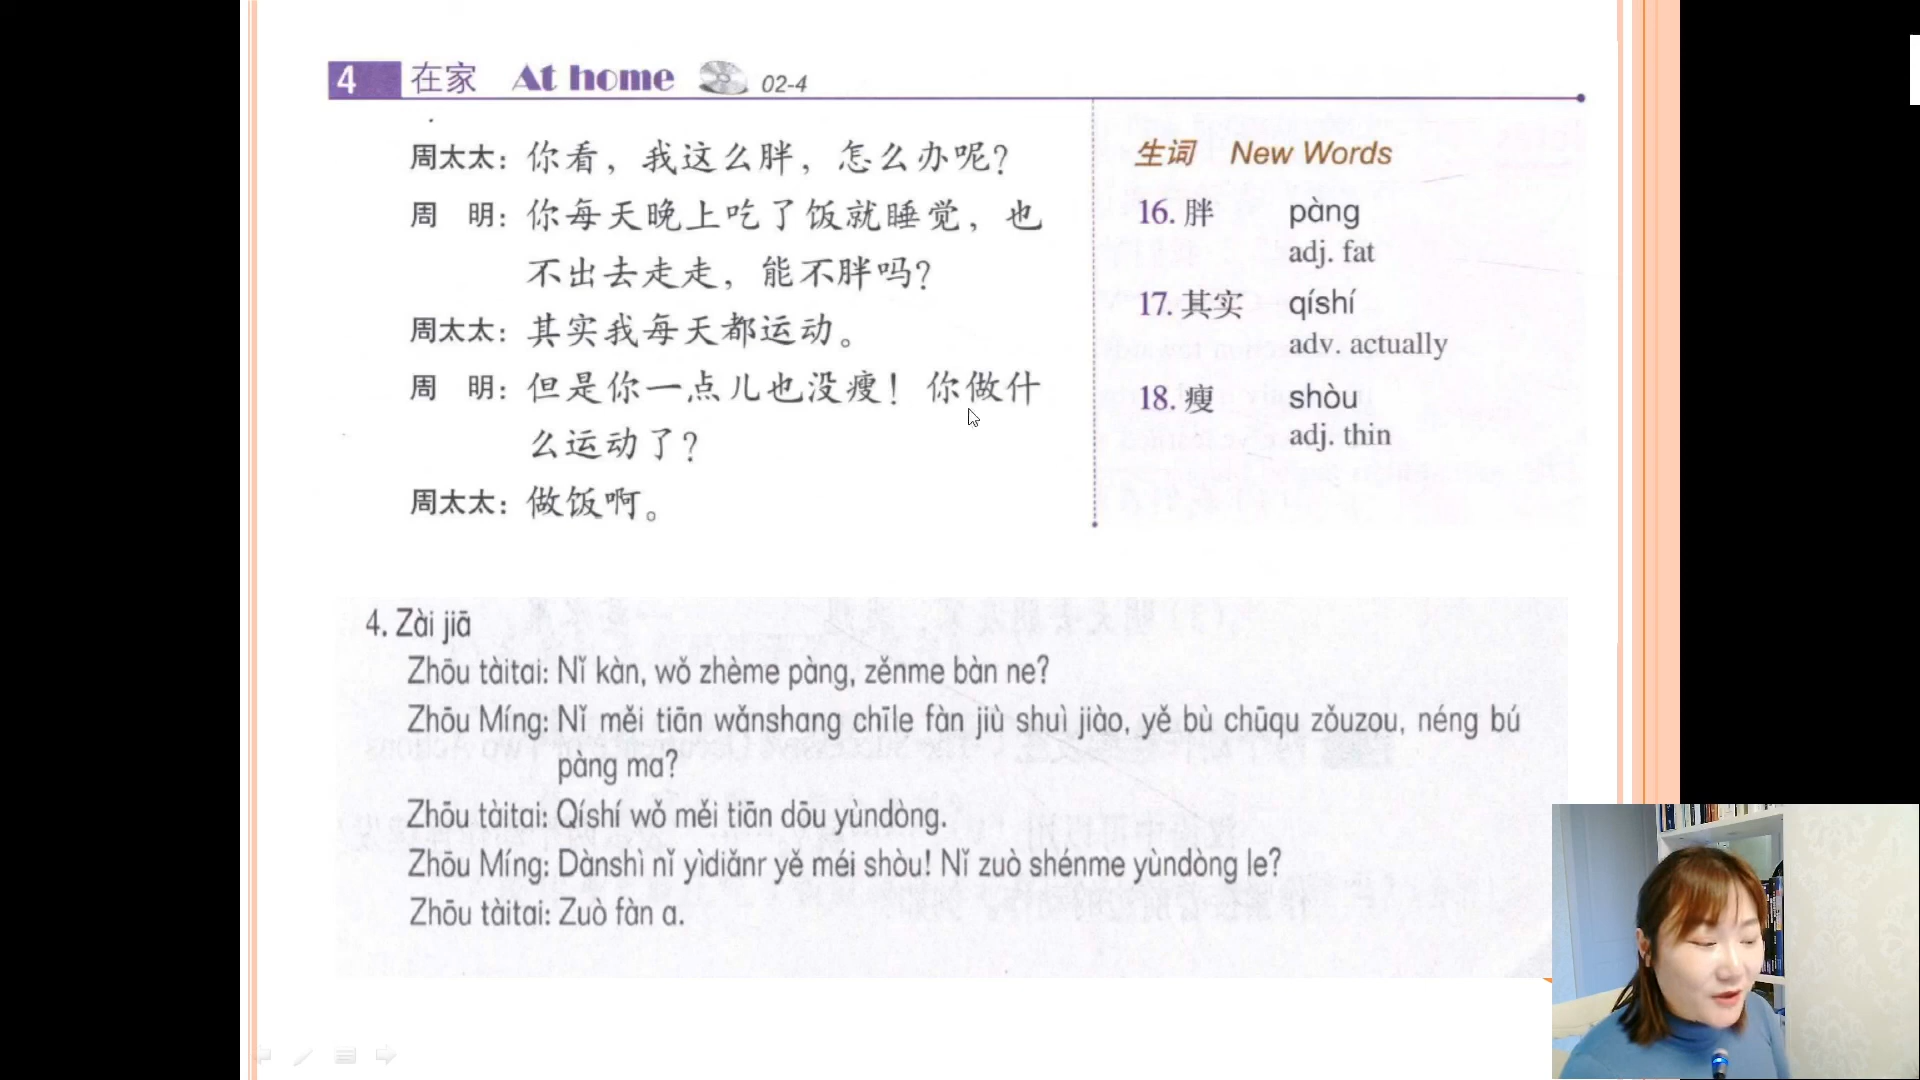 4 在家 At home 02-4
周太太：你看，我这么胖，怎么办呢？
周 明：你每天晚上吃了饭就睡觉，也
不出去走走，能不胖吗？
周太太：其实我每天都运动。
周 明：但是你一点儿也没瘦！你做什
么运动了？
周太太：做饭啊。
生词 New Words
16. 胖 pàng
adj. fat
17. 其实 qíshí
adv. actually
18. 瘦 shòu
adj. thin
4. Zài jiā
Zhōu tàitai: Nǐ kàn, wǒ zhème pàng, zěnme bàn ne?
Zhōu Míng: Nǐ měi tiān wǎnshang chīle fàn jiù shuì jiào, yě bù chūqu zǒuzou, néng bú
pàng ma?
Zhōu tàitai: Qíshí wǒ měi tiān dōu yùndòng.
Zhōu Míng: Dànshì nǐ yìdiǎnr yě méi shòu! Nǐ zuò shénme yùndòng le?
Zhōu tàitai: Zuò fàn a.